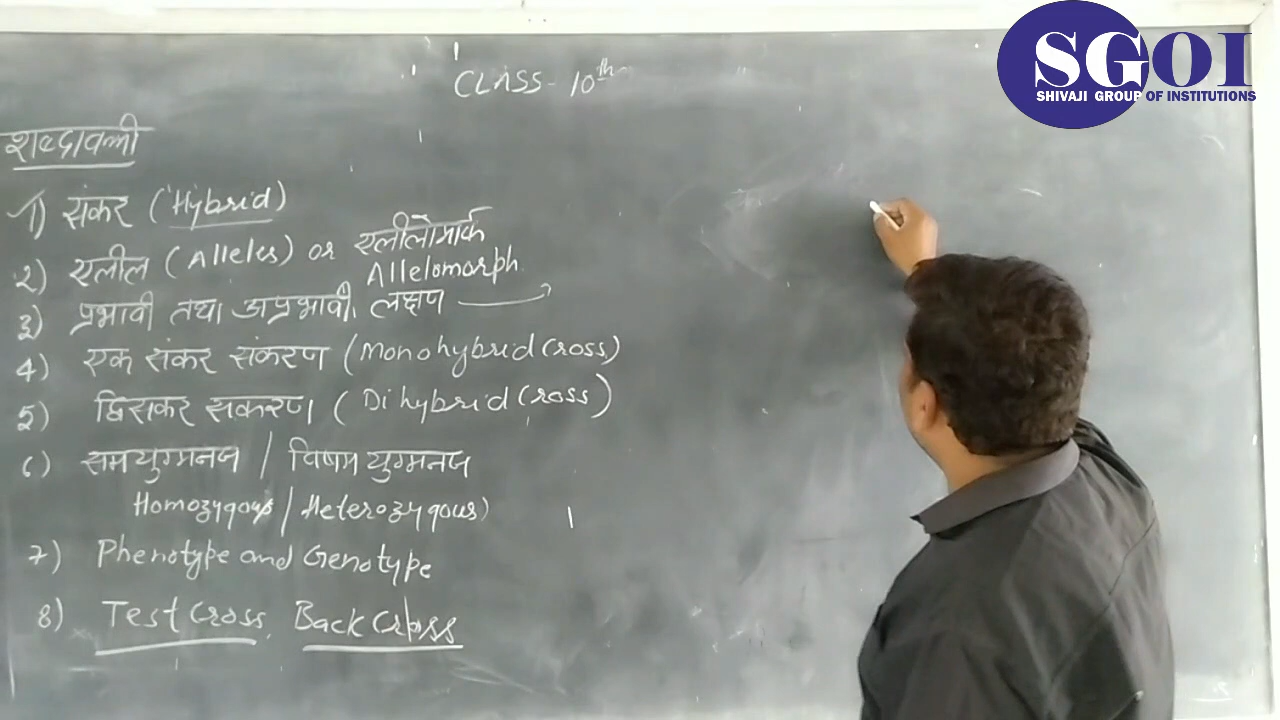 CLASS - 10th
SGOI
SHIVAJI GROUP OF INSTITUTIONS
शब्दावली
1) संकर (Hybrid)
2) एलील (Alleles) or एलीलोमार्फ
Allelomorph
3) प्रभावी तथा अप्रभावी लक्षण
4) एक संकर संकरण (Monohybrid Cross)
5) द्विसकर सकरण (Dihybrid Cross)
6) समयुग्मनज / विषमयुग्मनज
Homozygous / Heterozygous)
7) Phenotype and Genotype
8) Test Cross, Back Cross